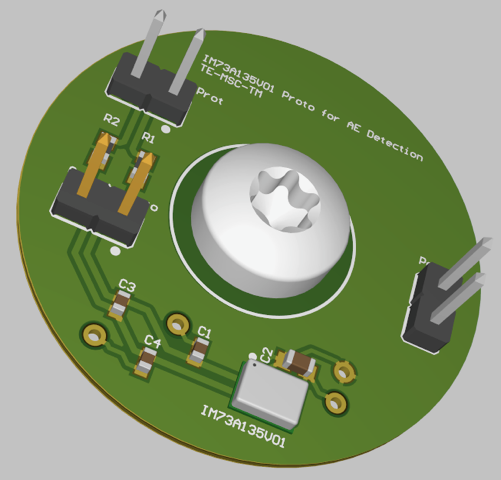 IM73A135V01 Proto for AE Detection
TE-MSC-TM
Prot
R2
R1
C3
C1
C4
C2
IM73A135V01